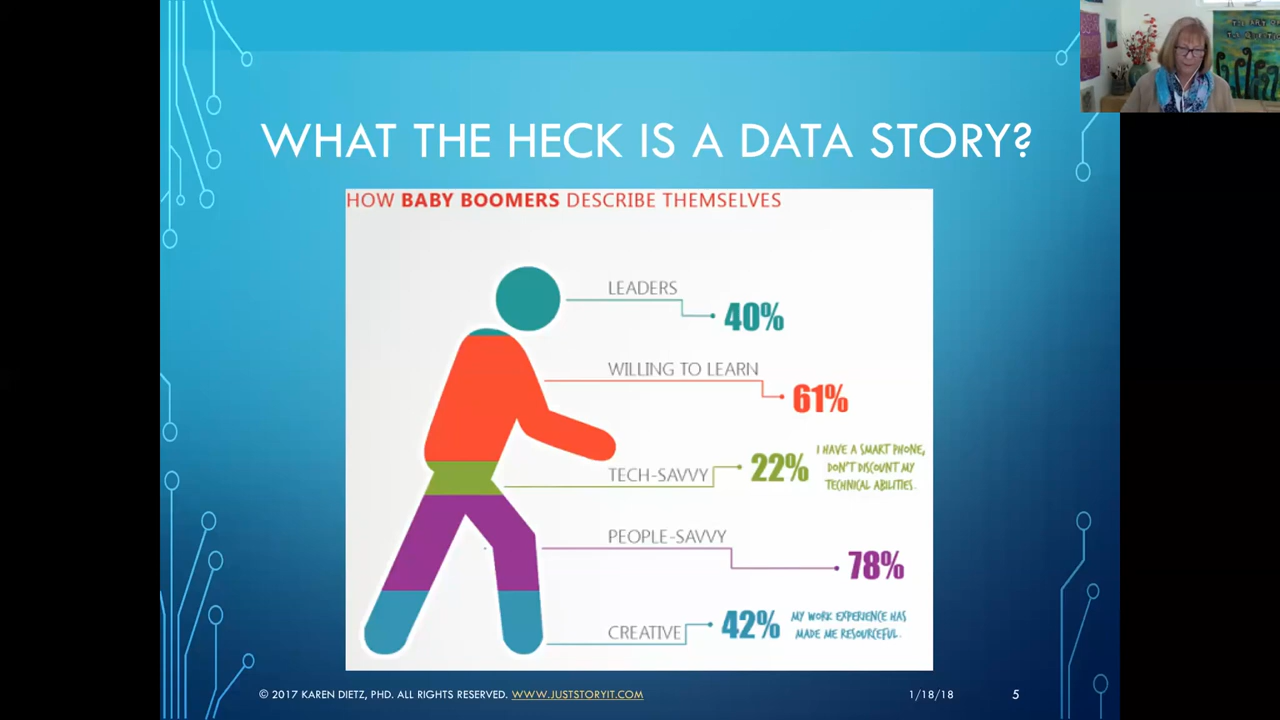 WHAT THE HECK IS A DATA STORY?
HOW BABY BOOMERS DESCRIBE THEMSELVES
LEADERS
40%
WILLING TO LEARN
61%
TECH-SAVVY
22%
I HAVE A SMART PHONE,
DON'T DISCOUNT MY
TECHNICAL ABILITIES.
PEOPLE-SAVVY
78%
CREATIVE
42%
MY WORK EXPERIENCE HAS
MADE ME RESOURCEFUL.
© 2017 KAREN DIETZ, PHD. ALL RIGHTS RESERVED. WWW.JUSTSTORYIT.COM
1/18/18
5